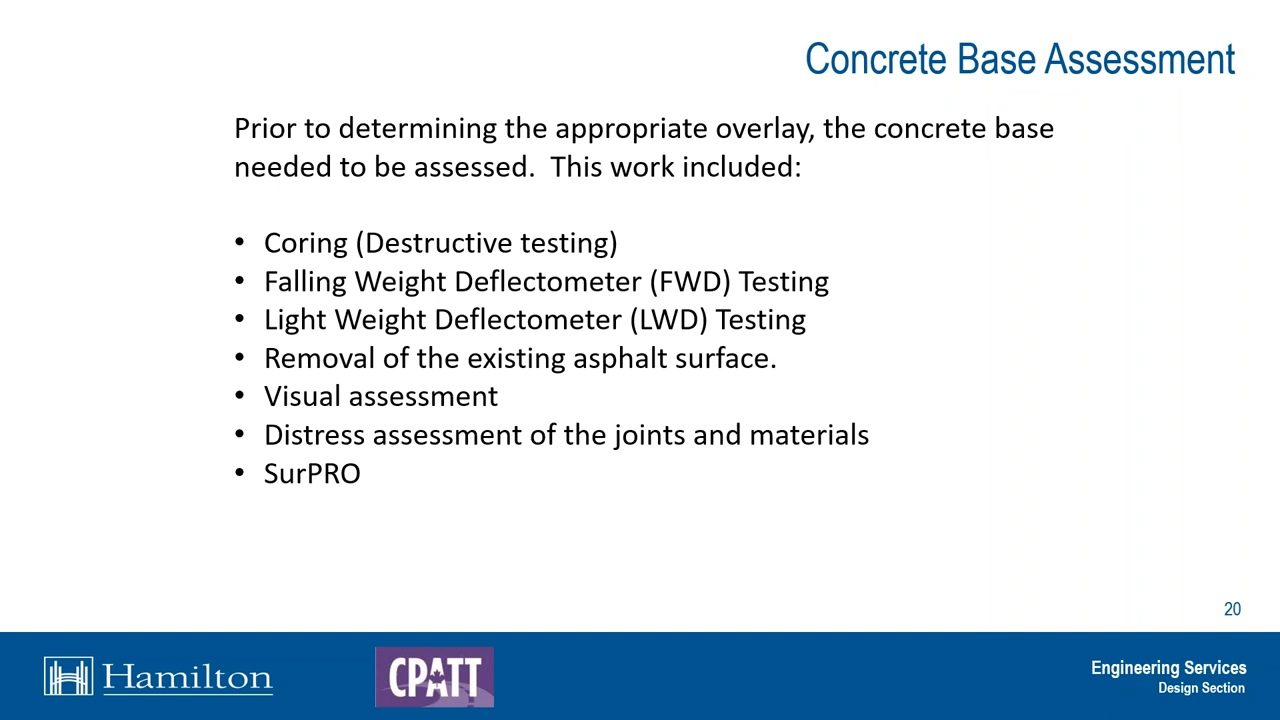 Concrete Base Assessment
Prior to determining the appropriate overlay, the concrete base
needed to be assessed.  This work included:
• Coring (Destructive testing)
• Falling Weight Deflectometer (FWD) Testing
• Light Weight Deflectometer (LWD) Testing
• Removal of the existing asphalt surface.
• Visual assessment
• Distress assessment of the joints and materials
• SurPRO
20
Hamilton
CPATT
Engineering Services
Design Section